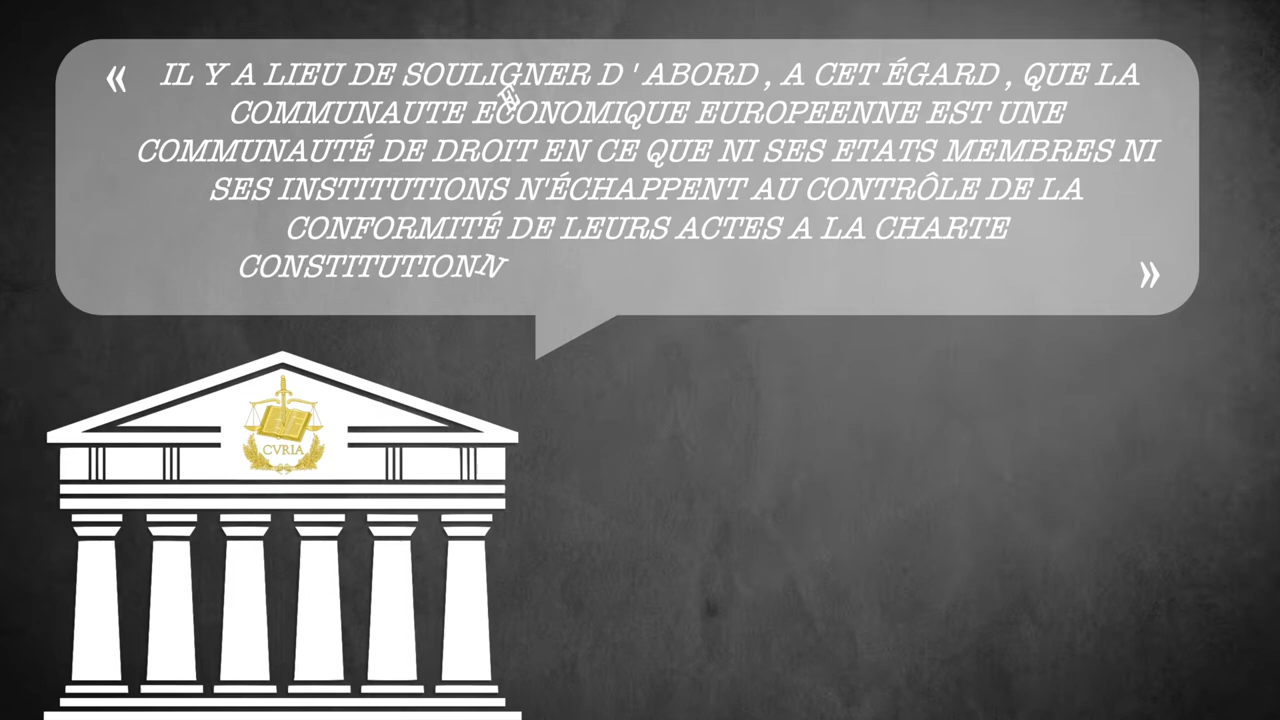 « IL Y A LIEU DE SOULIGNER D ' ABORD , A CET ÉGARD , QUE LA
COMMUNAUTE ECONOMIQUE EUROPEENNE EST UNE
COMMUNAUTÉ DE DROIT EN CE QUE NI SES ETATS MEMBRES NI
SES INSTITUTIONS N'ÉCHAPPENT AU CONTRÔLE DE LA
CONFORMITÉ DE LEURS ACTES A LA CHARTE
CONSTITUTIONN »
CVRIA